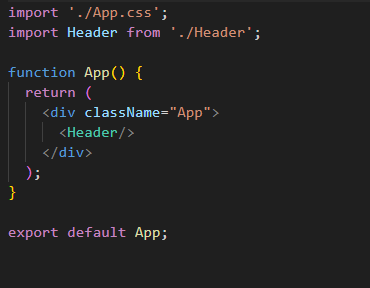 import './App.css';
import Header from './Header';
function App() {
return (
<div className="App">
<Header/>
</div>
);
}
export default App;